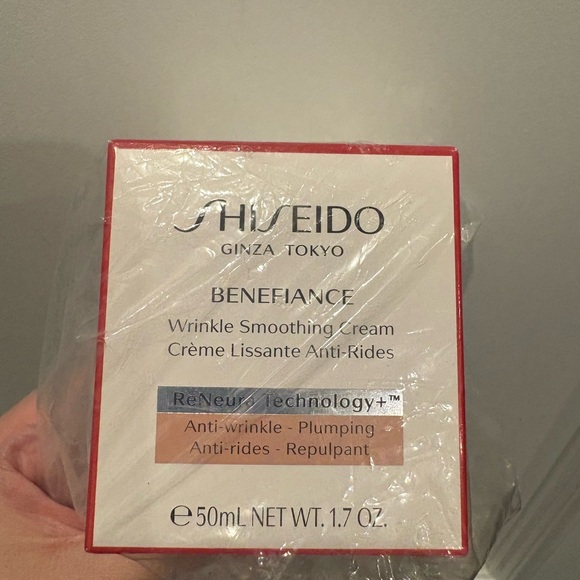 SHISEIDO
GINZA TOKYO
BENEFIANCE
Wrinkle Smoothing Cream
Crème Lissante Anti-Rides
ReNeura Technology+™
Anti-wrinkle - Plumping
Anti-rides - Repulpant
℮50mL NET WT. 1.7 OZ.